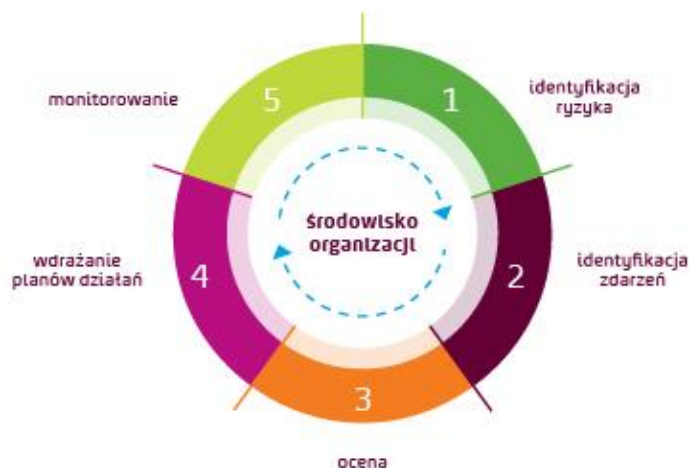 1
identyfikacja
ryzyka
2
identyfikacja
zdarzeń
3
ocena
4
wdrażanie
planów działań
5
monitorowanie
środowisko
organizacji